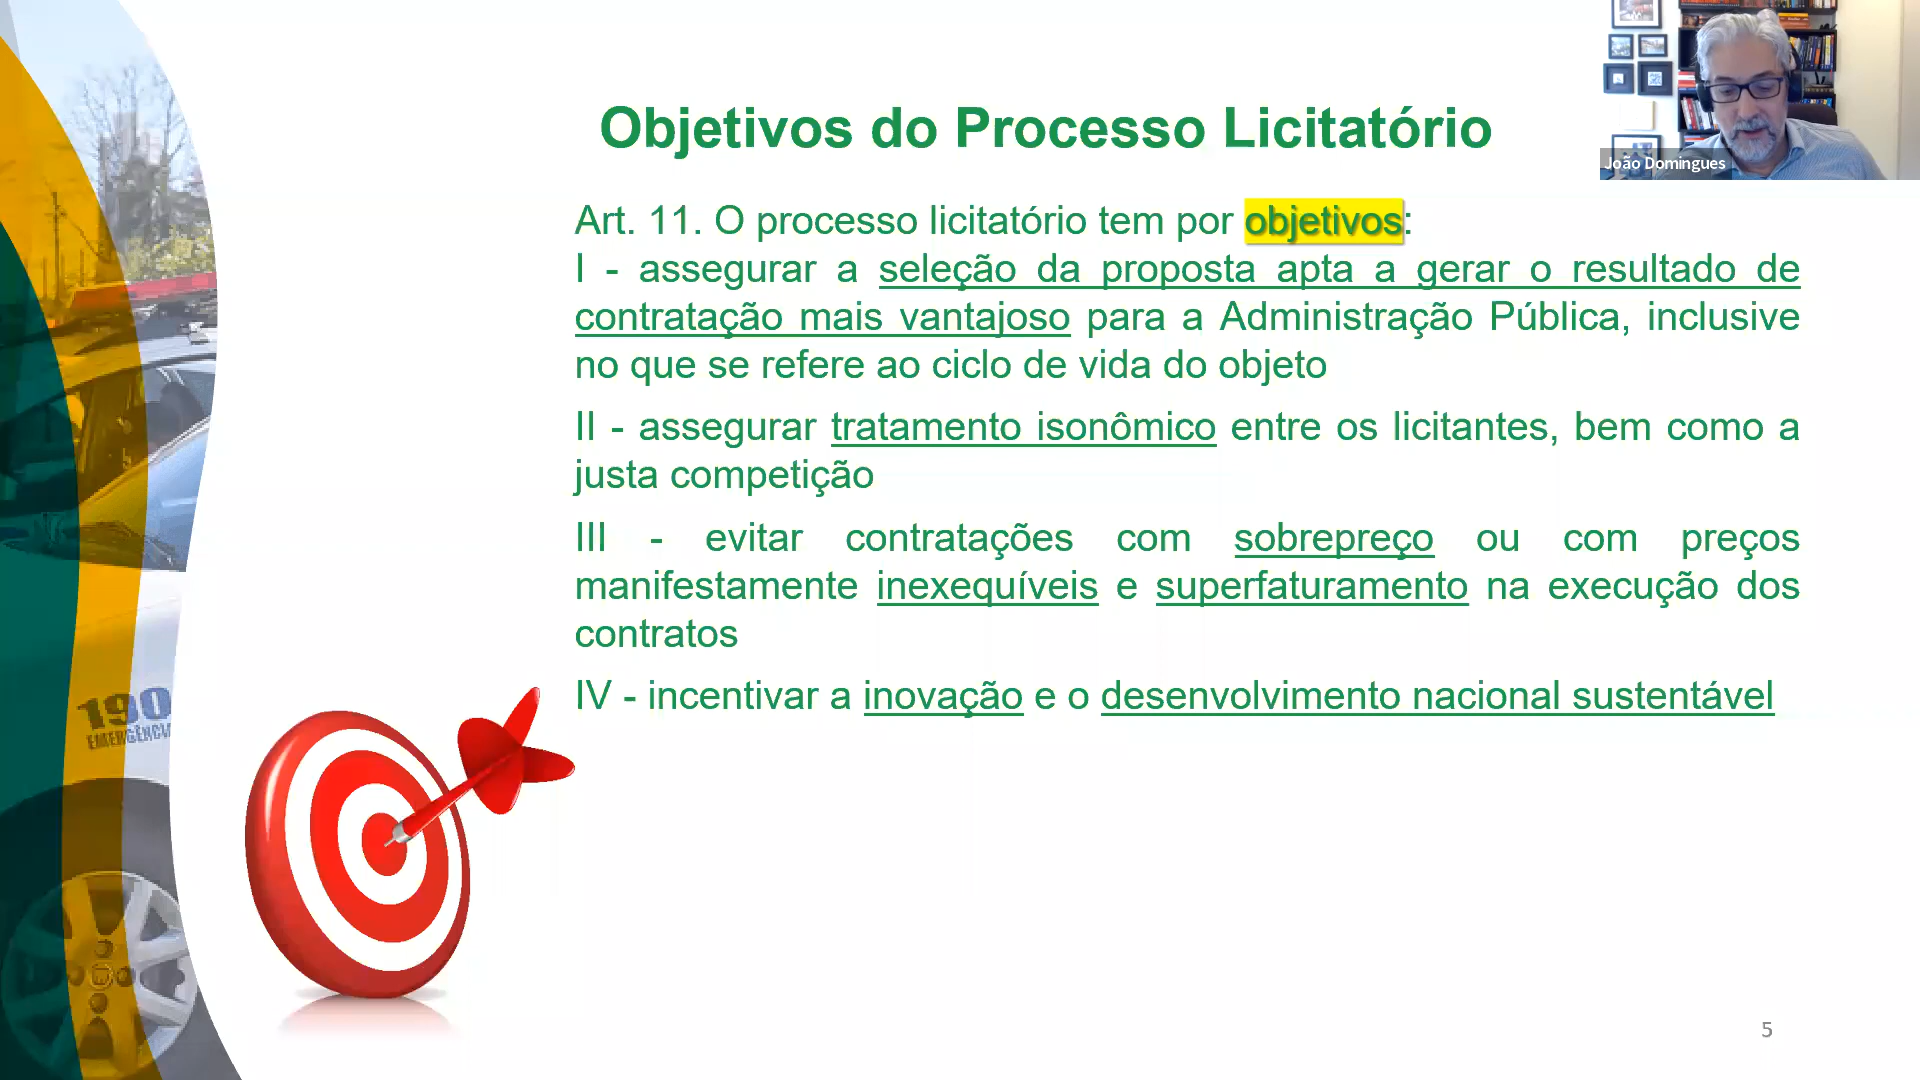 Objetivos do Processo Licitatório
João Domingues
Art. 11. O processo licitatório tem por objetivos:
I - assegurar a seleção da proposta apta a gerar o resultado de
contratação mais vantajoso para a Administração Pública, inclusive
no que se refere ao ciclo de vida do objeto
II - assegurar tratamento isonômico entre os licitantes, bem como a
justa competição
III - evitar contratações com sobrepreço ou com preços
manifestamente inexequíveis e superfaturamento na execução dos
contratos
IV - incentivar a inovação e o desenvolvimento nacional sustentável
190
EMERGÊNCIA
5